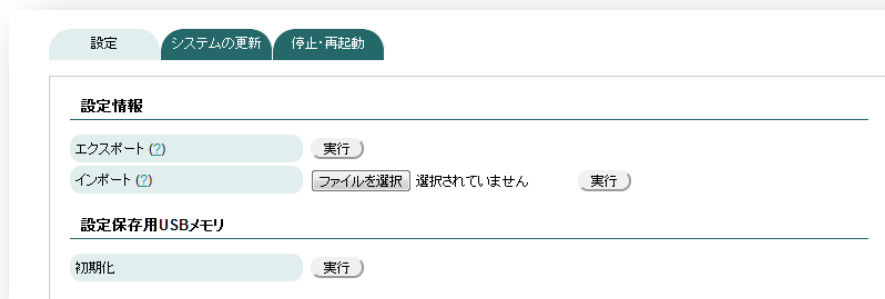 設定 システムの更新 停止・再起動
設定情報
エクスポート (?) 実行
インポート (?) ファイルを選択 選択されていません 実行
設定保存用USBメモリ
初期化 実行